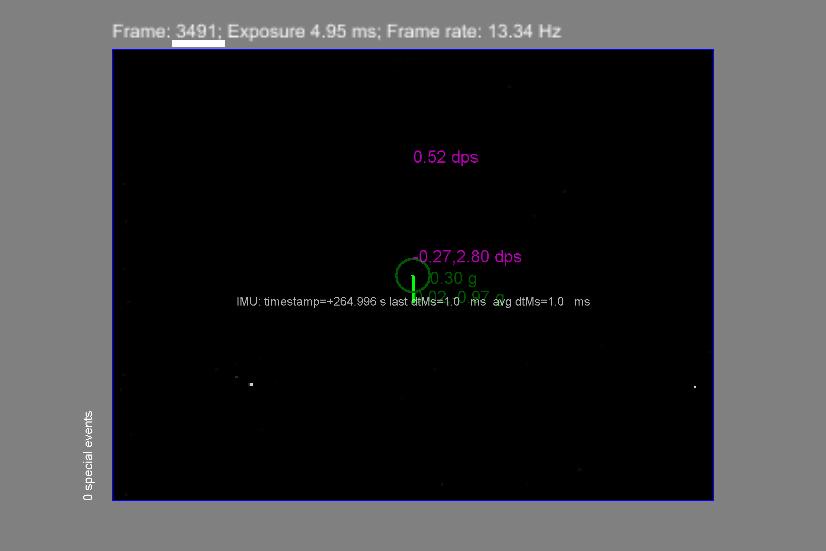 Frame: 3491; Exposure 4.95 ms; Frame rate: 13.34 Hz
0.52 dps
-0.27,2.80 dps
0.30 g
IMU: timestamp=+264.996 s last dtMs=1.0 ms avg dtMs=1.0 ms
0 special events